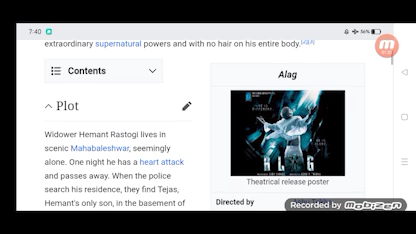 7:40
56%
extraordinary supernatural powers and with no hair on his entire body.[2][3]
Contents
Alag
Plot
Widower Hemant Rastogi lives in
scenic Mahabaleshwar, seemingly
alone. One night he has a heart attack
and passes away. When the police
search his residence, they find Tejas,
Hemant's only son, in the basement of
ALAG
Theatrical release poster
Directed by
Recorded by Mobizen